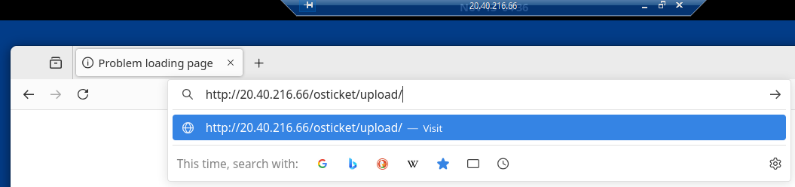 20.40.216.66
Problem loading page
http://20.40.216.66/osticket/upload/
http://20.40.216.66/osticket/upload/ — Visit
This time, search with: